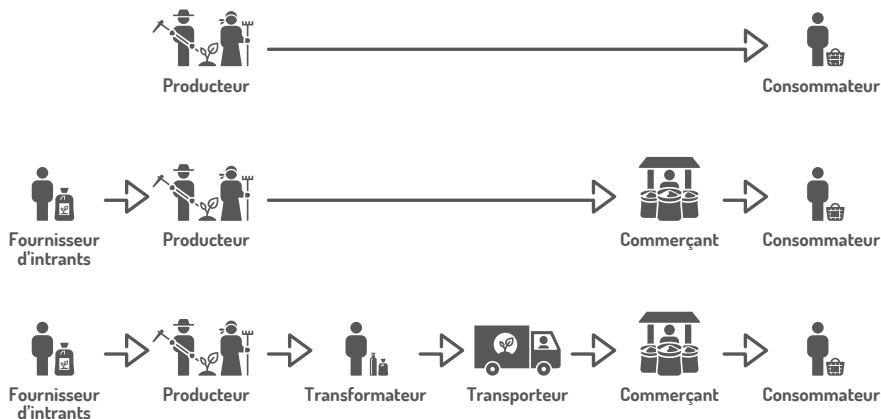 Producteur
Consommateur
Fournisseur
d'intrants
Producteur
Commerçant
Consommateur
Fournisseur
d'intrants
Producteur
Transformateur
Transporteur
Commerçant
Consommateur